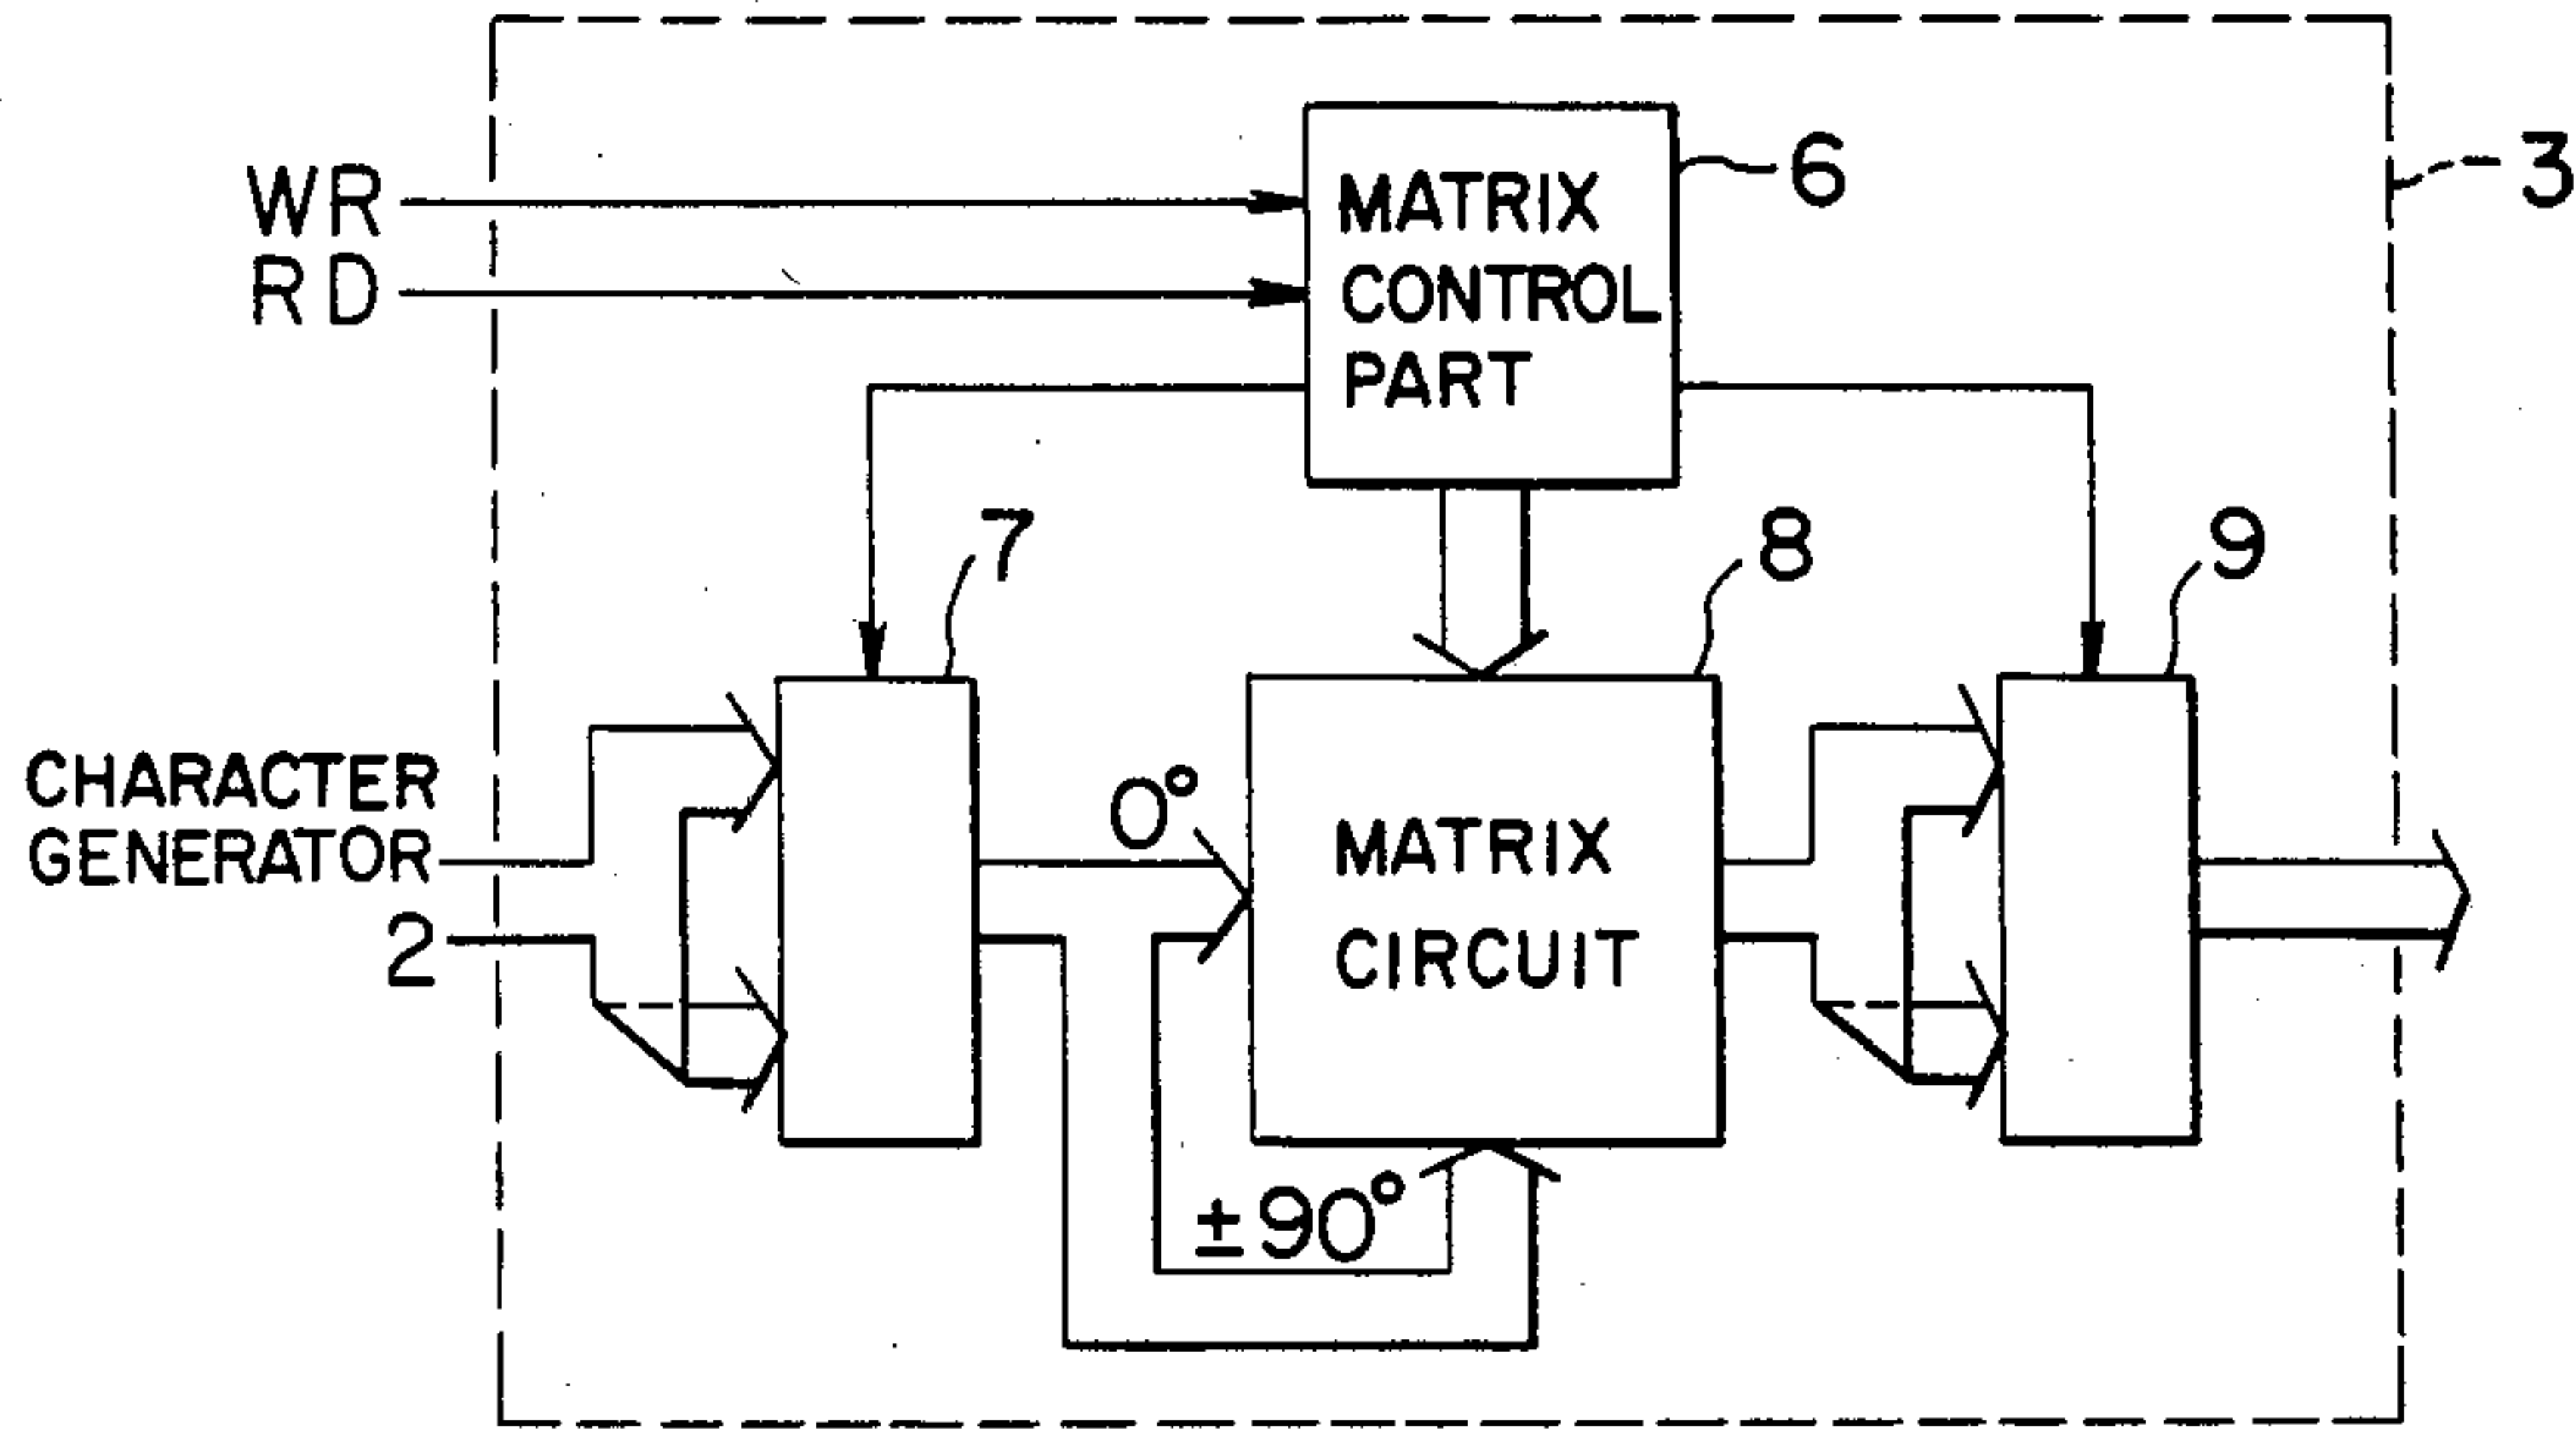 WR
RD
MATRIX
CONTROL
PART
6
3
7
8
9
CHARACTER
GENERATOR
2
0°
MATRIX
CIRCUIT
±90°